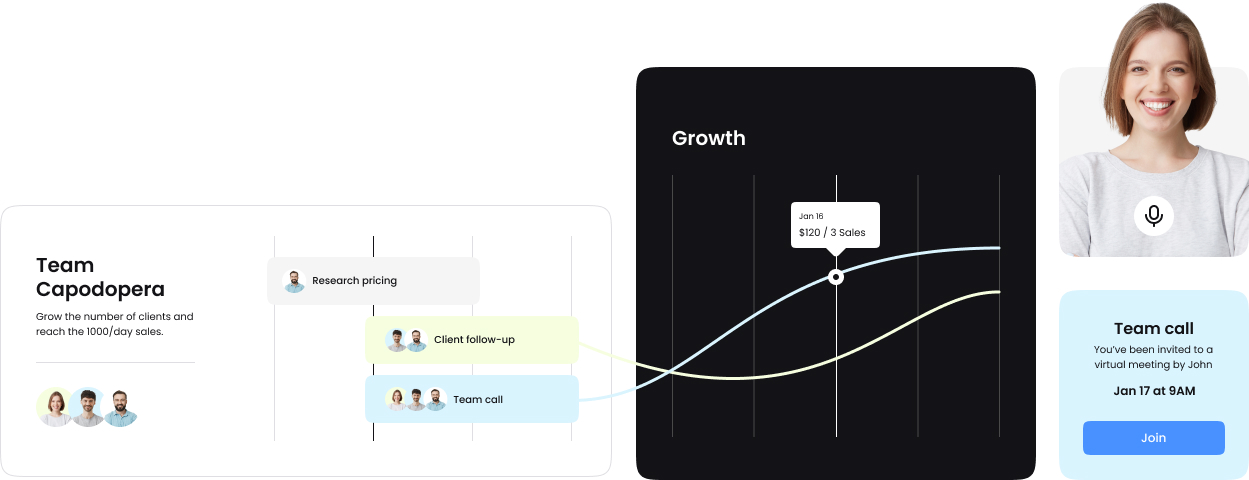 Team
Capodopera
Grow the number of clients and
reach the 1000/day sales.
Research pricing
Client follow-up
Team call
Growth
Jan 16
$120 / 3 Sales
Team call
You’ve been invited to a
virtual meeting by John
Jan 17 at 9AM
Join